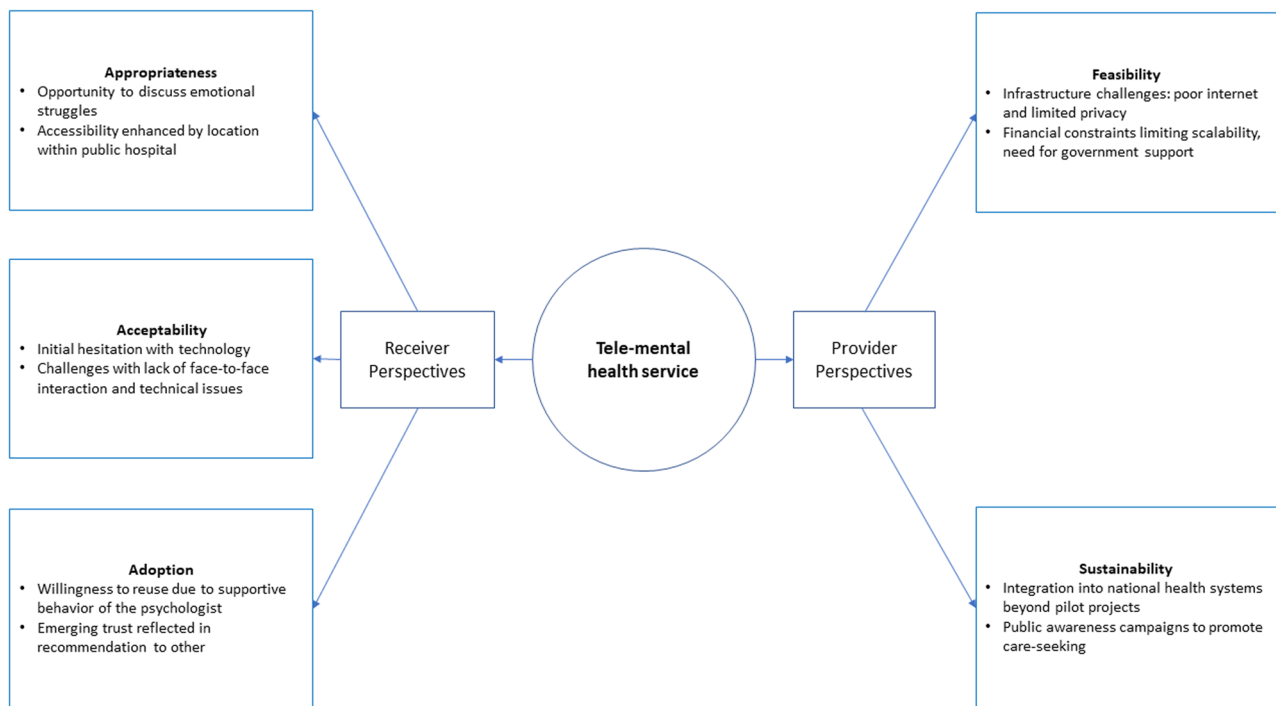 Appropriateness
• Opportunity to discuss emotional
struggles
• Accessibility enhanced by location
within public hospital
Acceptability
• Initial hesitation with technology
• Challenges with lack of face-to-face
interaction and technical issues
Adoption
• Willingness to reuse due to supportive
behavior of the psychologist
• Emerging trust reflected in
recommendation to other
Receiver
Perspectives
Tele-mental
health service
Provider
Perspectives
Feasibility
• Infrastructure challenges: poor internet
and limited privacy
• Financial constraints limiting scalability,
need for government support
Sustainability
• Integration into national health systems
beyond pilot projects
• Public awareness campaigns to promote
care-seeking